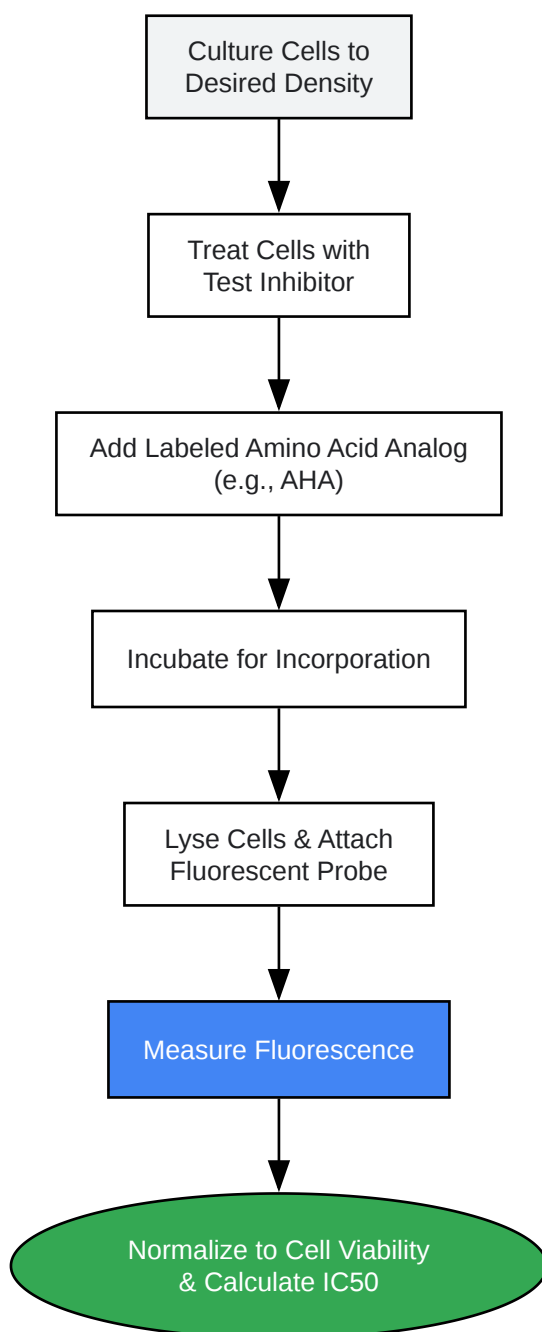 Culture Cells to
Desired Density
Treat Cells with
Test Inhibitor
Add Labeled Amino Acid Analog
(e.g., AHA)
Incubate for Incorporation
Lyse Cells & Attach
Fluorescent Probe
Measure Fluorescence
Normalize to Cell Viability
& Calculate IC50